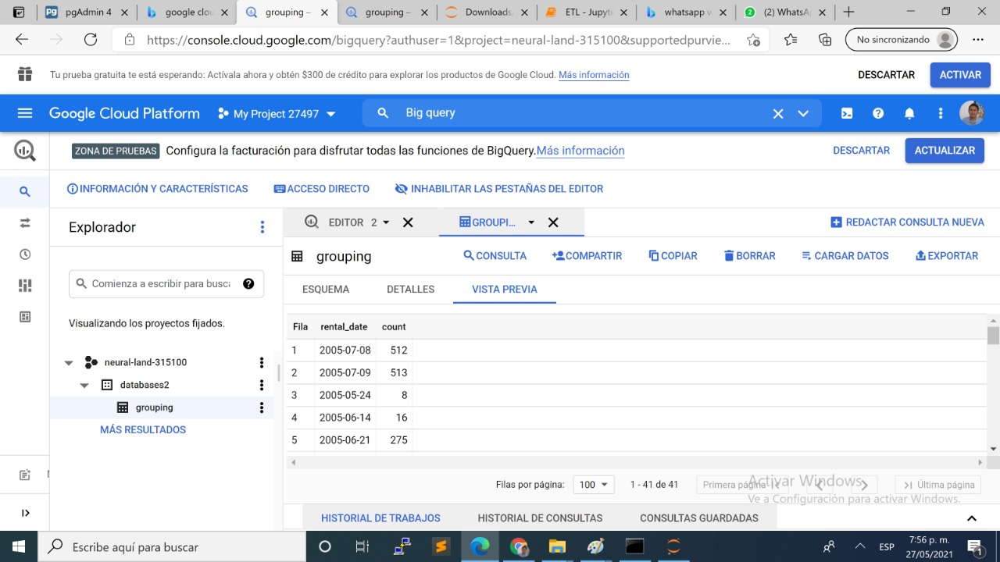 pgAdmin 4
google clou
grouping –
grouping –
Downloads/
ETL - Jupyte
whatsapp w
(2) WhatsA
https://console.cloud.google.com/bigquery?authuser=1&project=neural-land-315100&supportedpurvie...
No sincronizando
Tu prueba gratuita te está esperando: Actívala ahora y obtén $300 de crédito para explorar los productos de Google Cloud. Más información
DESCARTAR
ACTIVAR
Google Cloud Platform
My Project 27497
Big query
ZONA DE PRUEBAS
Configura la facturación para disfrutar todas las funciones de BigQuery.Más información
DESCARTAR
ACTUALIZAR
INFORMACIÓN Y CARACTERÍSTICAS
ACCESO DIRECTO
INHABILITAR LAS PESTAÑAS DEL EDITOR
Explorador
EDITOR 2
GROUPI...
REDACTAR CONSULTA NUEVA
grouping
CONSULTA
COMPARTIR
COPIAR
BORRAR
CARGAR DATOS
EXPORTAR
Comienza a escribir para busca
ESQUEMA
DETALLES
VISTA PREVIA
Visualizando los proyectos fijados.
Fila rental_date count
1 2005-07-08 512
2 2005-07-09 513
3 2005-05-24 8
4 2005-06-14 16
5 2005-06-21 275
neural-land-315100
databases2
grouping
MÁS RESULTADOS
Filas por página:
100
1 - 41 de 41
Primera página
Última página
Activar Windows
Ve a Configuración para activar Windows.
HISTORIAL DE TRABAJOS
HISTORIAL DE CONSULTAS
CONSULTAS GUARDADAS
Escribe aquí para buscar
ESP
7:56 p. m.
27/05/2021
1